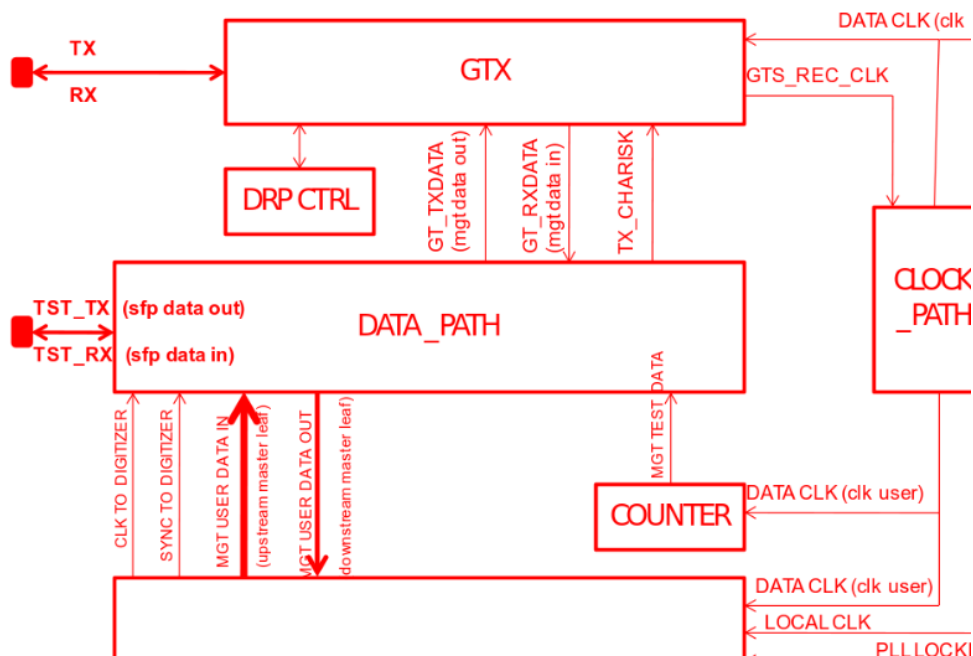 DATA CLK (clk
TX
GTX
GTS_REC_CLK
RX
DRP CTRL
GT_TXDATA
(mgt data out)
GT_RXDATA
(mgt data in)
TX_CHARISK
CLOCK
_PATH
TST_TX (sfp data out)
DATA_PATH
TST_RX (sfp data in)
CLK TO DIGITIZER
SYNC TO DIGITIZER
MGT USER DATA IN
(upstream master leaf)
MGT USER DATA OUT
downstream master leaf)
MGT TEST_DATA
COUNTER
DATA CLK (clk user)
DATA CLK (clk user)
LOCAL CLK
PLL LOCK